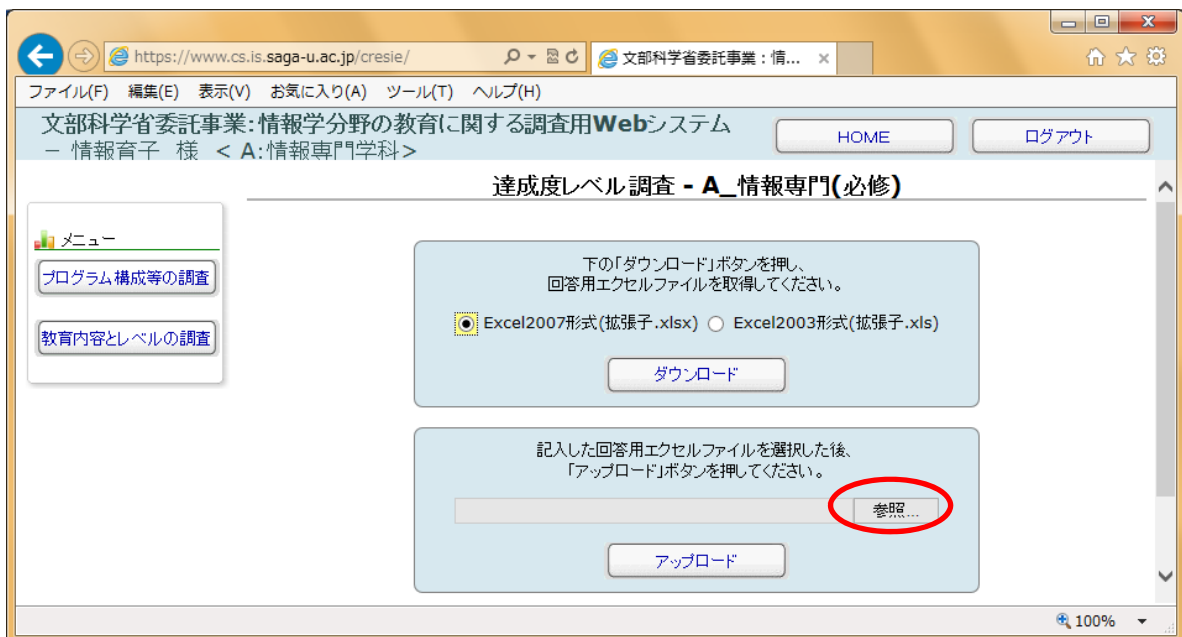 https://www.cs.is.saga-u.ac.jp/cresie/
文部科学省委託事業：情...
ファイル(F) 編集(E) 表示(V) お気に入り(A) ツール(T) ヘルプ(H)
文部科学省委託事業:情報学分野の教育に関する調査用Webシステム
－ 情報育子 様 ＜ A:情報専門学科＞
HOME
ログアウト
達成度レベル調査 - A_情報専門(必修)
メニュー
プログラム構成等の調査
教育内容とレベルの調査
下の「ダウンロード」ボタンを押し、
回答用エクセルファイルを取得してください。
Excel2007形式(拡張子.xlsx) Excel2003形式(拡張子.xls)
ダウンロード
記入した回答用エクセルファイルを選択した後、
「アップロード」ボタンを押してください。
参照...
アップロード
100%